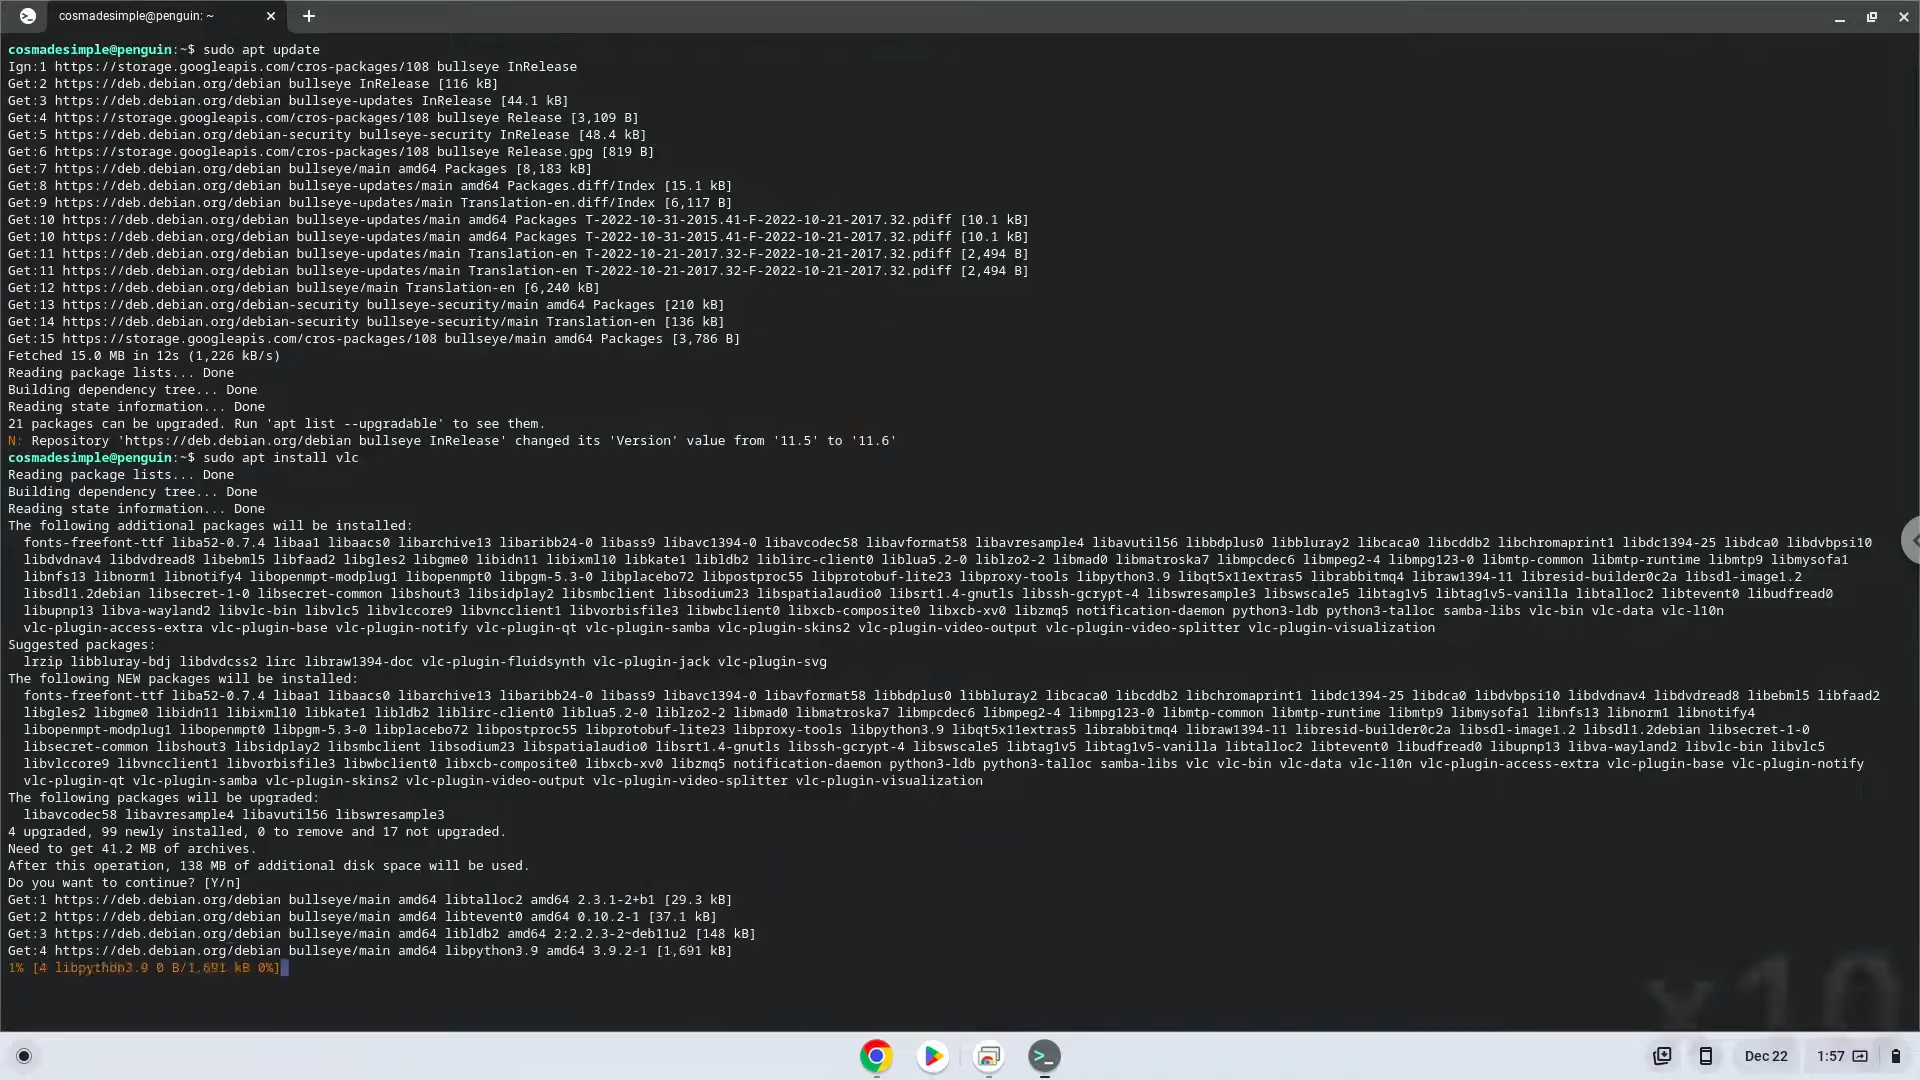 cosmadesimple@penguin: ~
cosmadesimple@penguin:~$ sudo apt update
Ign:1 https://storage.googleapis.com/cros-packages/108 bullseye InRelease
Get:2 https://deb.debian.org/debian bullseye InRelease [116 kB]
Get:3 https://deb.debian.org/debian bullseye-updates InRelease [44.1 kB]
Get:4 https://storage.googleapis.com/cros-packages/108 bullseye Release [3,109 B]
Get:5 https://deb.debian.org/debian-security bullseye-security InRelease [48.4 kB]
Get:6 https://storage.googleapis.com/cros-packages/108 bullseye Release.gpg [819 B]
Get:7 https://deb.debian.org/debian bullseye/main amd64 Packages [8,183 kB]
Get:8 https://deb.debian.org/debian bullseye-updates/main amd64 Packages.diff/Index [15.1 kB]
Get:9 https://deb.debian.org/debian bullseye-updates/main Translation-en.diff/Index [6,117 B]
Get:10 https://deb.debian.org/debian bullseye-updates/main amd64 Packages T-2022-10-31-2015.41-F-2022-10-21-2017.32.pdiff [10.1 kB]
Get:10 https://deb.debian.org/debian bullseye-updates/main amd64 Packages T-2022-10-31-2015.41-F-2022-10-21-2017.32.pdiff [10.1 kB]
Get:11 https://deb.debian.org/debian bullseye-updates/main Translation-en T-2022-10-21-2017.32-F-2022-10-21-2017.32.pdiff [2,494 B]
Get:11 https://deb.debian.org/debian bullseye-updates/main Translation-en T-2022-10-21-2017.32-F-2022-10-21-2017.32.pdiff [2,494 B]
Get:12 https://deb.debian.org/debian bullseye/main Translation-en [6,240 kB]
Get:13 https://deb.debian.org/debian-security bullseye-security/main amd64 Packages [210 kB]
Get:14 https://deb.debian.org/debian-security bullseye-security/main Translation-en [136 kB]
Get:15 https://storage.googleapis.com/cros-packages/108 bullseye/main amd64 Packages [3,786 B]
Fetched 15.0 MB in 12s (1,226 kB/s)
Reading package lists... Done
Building dependency tree... Done
Reading state information... Done
21 packages can be upgraded. Run 'apt list --upgradable' to see them.
N: Repository 'https://deb.debian.org/debian bullseye InRelease' changed its 'Version' value from '11.5' to '11.6'
cosmadesimple@penguin:~$ sudo apt install vlc
Reading package lists... Done
Building dependency tree... Done
Reading state information... Done
The following additional packages will be installed:
fonts-freefont-ttf liba52-0.7.4 libaa1 libaacs0 libarchive13 libaribb24-0 libass9 libavc1394-0 libavcodec58 libavformat58 libavresample4 libavutil56 libbdplus0 libbluray2 libcaca0 libcddb2 libchromaprint1 libdc1394-25 libdca0 libdvbpsi10
libdvdnav4 libdvdread8 libebml5 libfaad2 libgles2 libgme0 libidn11 libixml10 libkate1 libldb2 liblirc-client0 liblua5.2-0 liblzo2-2 libmad0 libmatroska7 libmpcdec6 libmpeg2-4 libmpg123-0 libmtp-common libmtp-runtime libmtp9 libmysofa1
libnfs13 libnorm1 libnotify4 libopenmpt-modplug1 libopenmpt0 libpgm-5.3-0 libplacebo72 libpostproc55 libprotobuf-lite23 libproxy-tools libpython3.9 libqt5x11extras5 librabbitmq4 libraw1394-11 libresid-builder0c2a libsdl-image1.2
libsdl1.2debian libsecret-1-0 libsecret-common libshout3 libsidplay2 libsmbclient libsodium23 libspatialaudio0 libsrt1.4-gnutls libssh-gcrypt-4 libswresample3 libswscale5 libtag1v5 libtag1v5-vanilla libtalloc2 libtevent0 libudfread0
libupnp13 libva-wayland2 libvlc-bin libvlc5 libvlccore9 libvncclient1 libvorbisfile3 libwbclient0 libxcb-composite0 libxcb-xv0 libzmq5 notification-daemon python3-ldb python3-talloc samba-libs vlc-bin vlc-data vlc-l10n
vlc-plugin-access-extra vlc-plugin-base vlc-plugin-notify vlc-plugin-qt vlc-plugin-samba vlc-plugin-skins2 vlc-plugin-video-output vlc-plugin-video-splitter vlc-plugin-visualization
Suggested packages:
lrzip libbluray-bdj libdvdcss2 lirc libraw1394-doc vlc-plugin-fluidsynth vlc-plugin-jack vlc-plugin-svg
The following NEW packages will be installed:
fonts-freefont-ttf liba52-0.7.4 libaa1 libaacs0 libarchive13 libaribb24-0 libass9 libavc1394-0 libavformat58 libbdplus0 libbluray2 libcaca0 libcddb2 libchromaprint1 libdc1394-25 libdca0 libdvbpsi10 libdvdnav4 libdvdread8 libebml5 libfaad2
libgles2 libgme0 libidn11 libixml10 libkate1 libldb2 liblirc-client0 liblua5.2-0 liblzo2-2 libmad0 libmatroska7 libmpcdec6 libmpeg2-4 libmpg123-0 libmtp-common libmtp-runtime libmtp9 libmysofa1 libnfs13 libnorm1 libnotify4
libopenmpt-modplug1 libopenmpt0 libpgm-5.3-0 libplacebo72 libpostproc55 libprotobuf-lite23 libproxy-tools libpython3.9 libqt5x11extras5 librabbitmq4 libraw1394-11 libresid-builder0c2a libsdl-image1.2 libsdl1.2debian libsecret-1-0
libsecret-common libshout3 libsidplay2 libsmbclient libsodium23 libspatialaudio0 libsrt1.4-gnutls libssh-gcrypt-4 libswscale5 libtag1v5 libtag1v5-vanilla libtalloc2 libtevent0 libudfread0 libupnp13 libva-wayland2 libvlc-bin libvlc5
libvlccore9 libvncclient1 libvorbisfile3 libwbclient0 libxcb-composite0 libxcb-xv0 libzmq5 notification-daemon python3-ldb python3-talloc samba-libs vlc vlc-bin vlc-data vlc-l10n vlc-plugin-access-extra vlc-plugin-base vlc-plugin-notify
vlc-plugin-qt vlc-plugin-samba vlc-plugin-skins2 vlc-plugin-video-output vlc-plugin-video-splitter vlc-plugin-visualization
The following packages will be upgraded:
libavcodec58 libavresample4 libavutil56 libswresample3
4 upgraded, 99 newly installed, 0 to remove and 17 not upgraded.
Need to get 41.2 MB of archives.
After this operation, 138 MB of additional disk space will be used.
Do you want to continue? [Y/n]
Get:1 https://deb.debian.org/debian bullseye/main amd64 libtalloc2 amd64 2.3.1-2+b1 [29.3 kB]
Get:2 https://deb.debian.org/debian bullseye/main amd64 libtevent0 amd64 0.10.2-1 [37.1 kB]
Get:3 https://deb.debian.org/debian bullseye/main amd64 libldb2 amd64 2:2.2.3-2~deb11u2 [148 kB]
Get:4 https://deb.debian.org/debian bullseye/main amd64 libpython3.9 amd64 3.9.2-1 [1,691 kB]
1% [4 libpython3.9 0 B/1,691 kB 0%]
x10
Dec 22 1:57